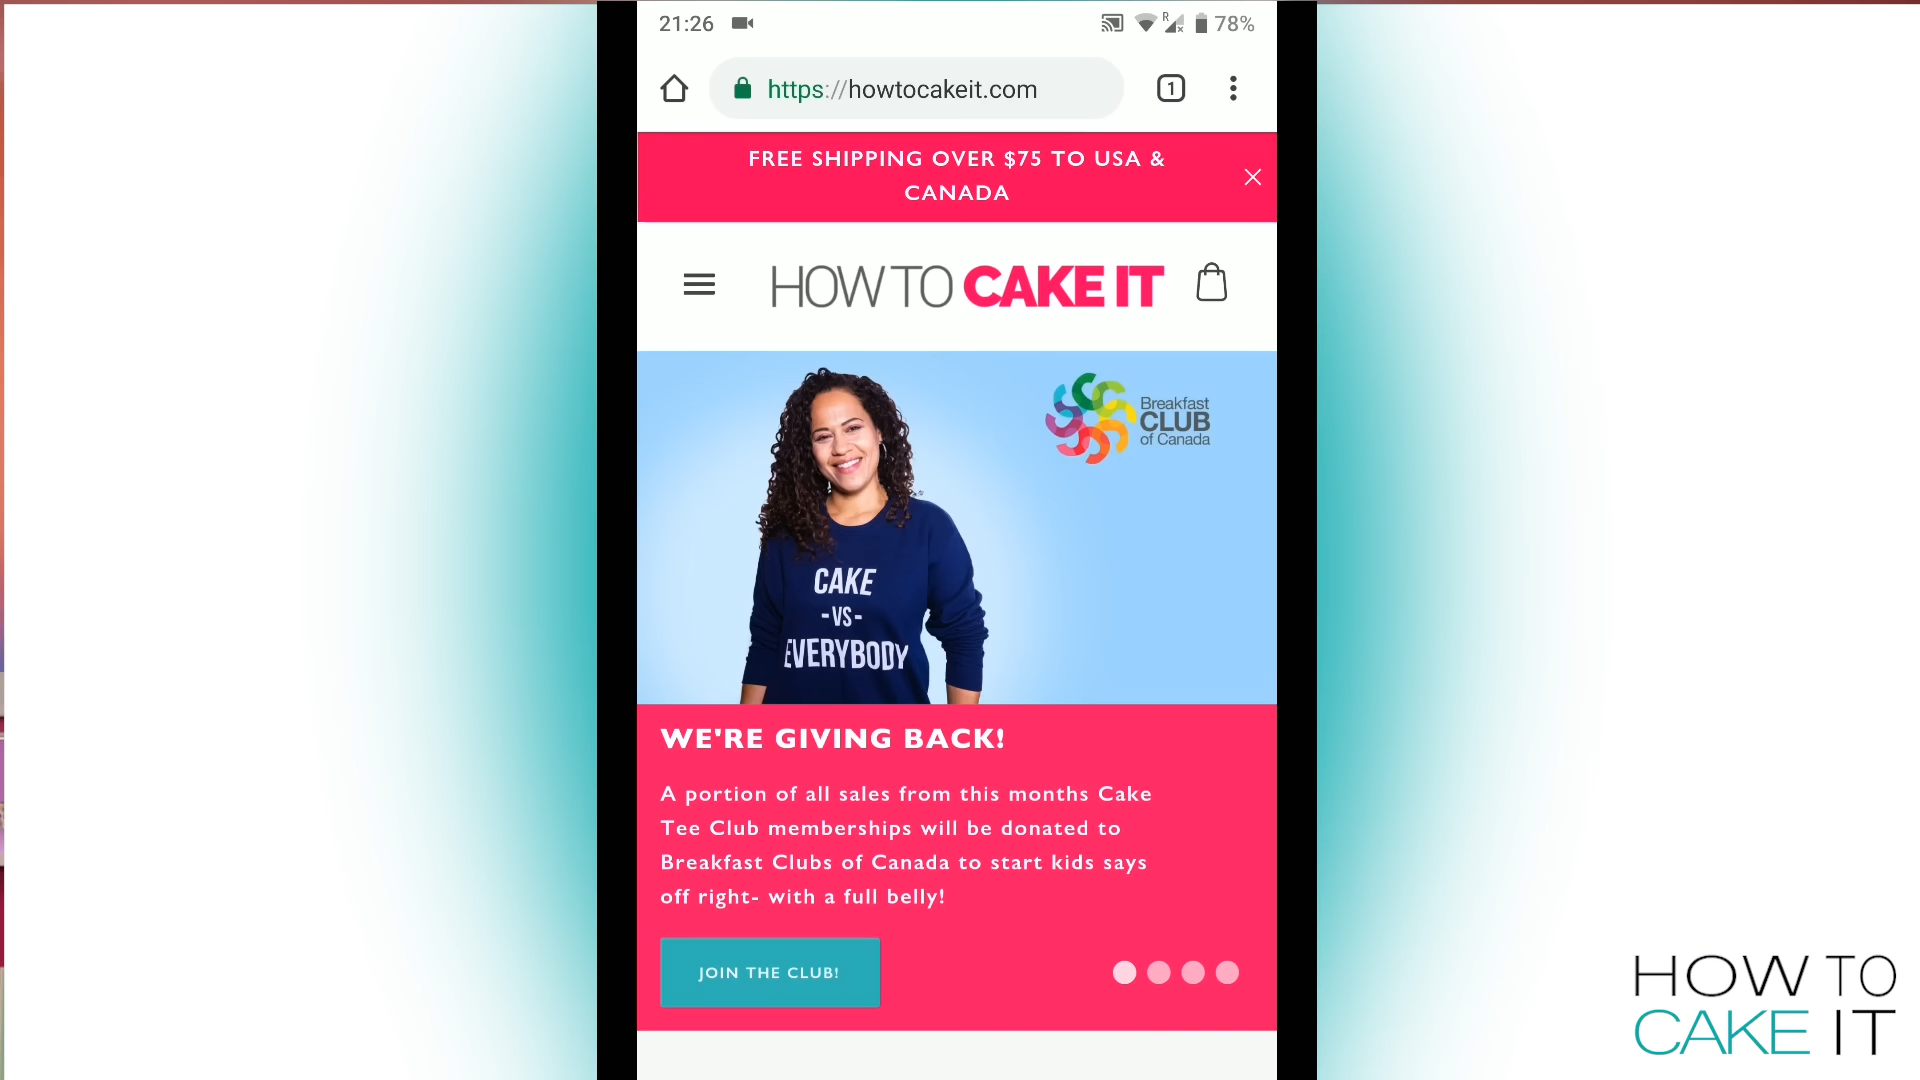 21:26
R
78%
https://howtocakeit.com
1
FREE SHIPPING OVER $75 TO USA &
CANADA
HOW TO CAKE IT
Breakfast
CLUB
of Canada
CAKE
-VS-
EVERYBODY
WE'RE GIVING BACK!
A portion of all sales from this months Cake
Tee Club memberships will be donated to
Breakfast Clubs of Canada to start kids says
off right- with a full belly!
JOIN THE CLUB!
HOW TO
CAKE IT